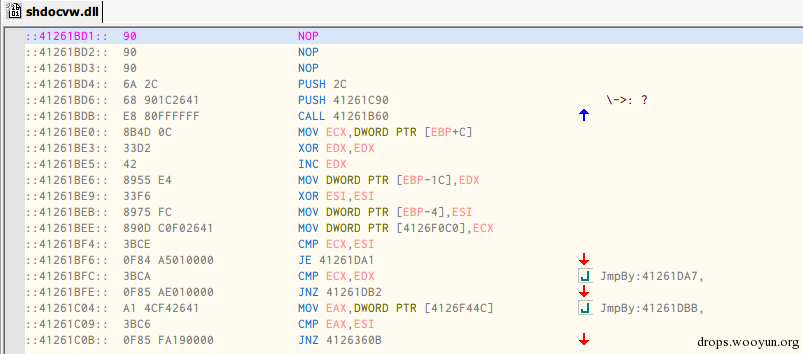 shdocvw.dll
::41261BD1:: 90 NOP
::41261BD2:: 90 NOP
::41261BD3:: 90 NOP
::41261BD4:: 6A 2C PUSH 2C
::41261BD6:: 68 901C2641 PUSH 41261C90 \->: ?
::41261BDB:: E8 80FFFFFF CALL 41261B60
::41261BE0:: 8B4D 0C MOV ECX,DWORD PTR [EBP+C]
::41261BE3:: 33D2 XOR EDX,EDX
::41261BE5:: 42 INC EDX
::41261BE6:: 8955 E4 MOV DWORD PTR [EBP-1C],EDX
::41261BE9:: 33F6 XOR ESI,ESI
::41261BEB:: 8975 FC MOV DWORD PTR [EBP-4],ESI
::41261BEE:: 890D C0F02641 MOV DWORD PTR [4126F0C0],ECX
::41261BF4:: 3BCE CMP ECX,ESI
::41261BF6:: 0F84 A5010000 JE 41261DA1
::41261BFC:: 3BCA CMP ECX,EDX JmpBy:41261DA7,
::41261BFE:: 0F85 AE010000 JNZ 41261DB2
::41261C04:: A1 4CF42641 MOV EAX,DWORD PTR [4126F44C] JmpBy:41261DBB,
::41261C09:: 3BC6 CMP EAX,ESI
::41261C0B:: 0F85 FA190000 JNZ 4126360B
drops.wooyun.org